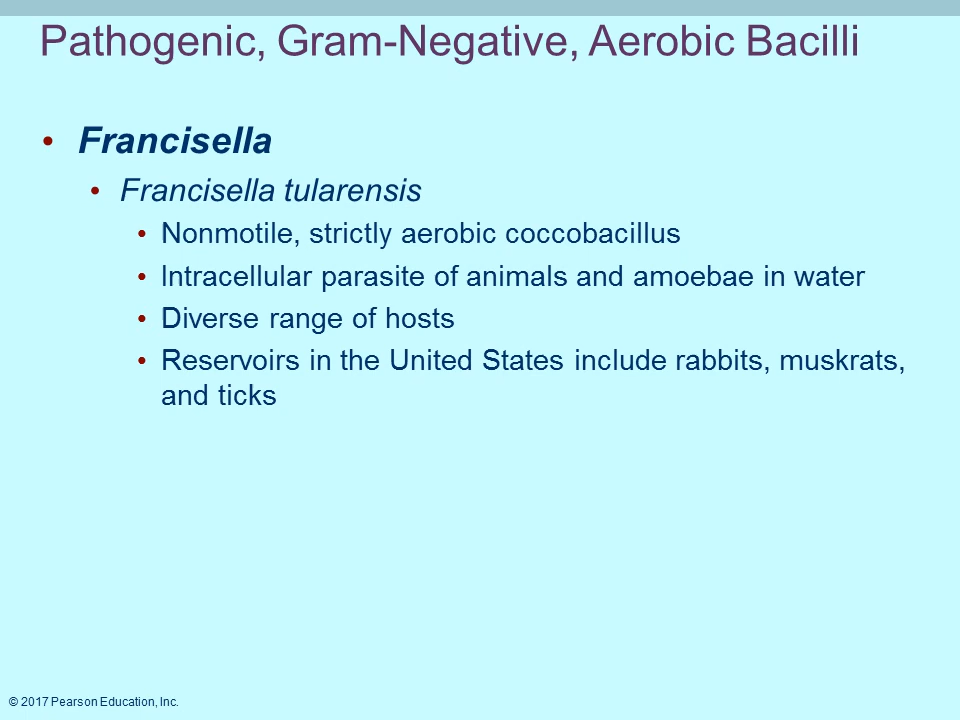 Pathogenic, Gram-Negative, Aerobic Bacilli
• Francisella
• Francisella tularensis
• Nonmotile, strictly aerobic coccobacillus
• Intracellular parasite of animals and amoebae in water
• Diverse range of hosts
• Reservoirs in the United States include rabbits, muskrats,
and ticks
© 2017 Pearson Education, Inc.